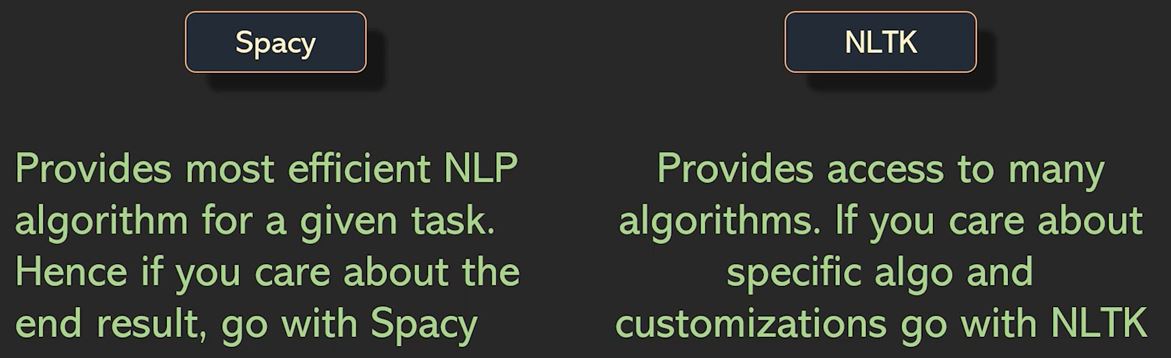 Spacy
Provides most efficient NLP
algorithm for a given task.
Hence if you care about the
end result, go with Spacy
NLTK
Provides access to many
algorithms. If you care about
specific algo and
customizations go with NLTK